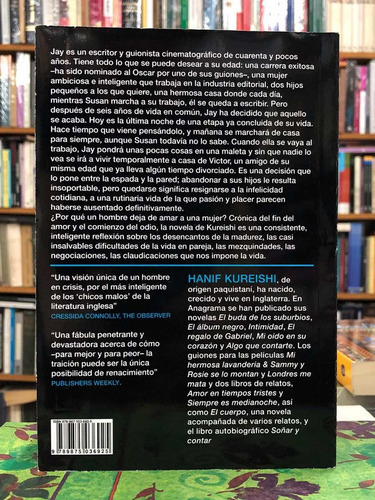 Jay es un escritor y guionista cinematográfico de cuarenta y pocos
años. Tiene todo lo que se puede desear a su edad: una carrera exitosa
–ha sido nominado al Oscar por uno de sus guiones–, una mujer
ambiciosa e inteligente que trabaja en la industria editorial, dos hijos
pequeños a los que quiere, una hermosa casa donde cada día,
mientras Susan marcha a su trabajo, él se queda a escribir. Pero
después de seis años de vida en común, Jay ha decidido que aquello
se acaba. Hoy es la última noche de una etapa ya concluida de su vida.
Hace tiempo que viene pensándolo, y mañana se marchará de casa
para siempre, aunque Susan todavía no lo sabe. Cuando ella se vaya al
trabajo, Jay pondrá unas pocas cosas en una maleta y sin que nadie lo
vea se irá a vivir temporalmente a casa de Victor, un amigo de su
misma edad que ya lleva algún tiempo divorciado. Es una decisión que
lo pone entre la espada y la pared; abandonar a sus hijos le resulta
insoportable, pero quedarse significa resignarse a la infelicidad
cotidiana, a una rutinaria vida de la que pasión y placer parecen
haberse ausentado definitivamente.
¿Por qué un hombre deja de amar a una mujer? Crónica del fin del
amor y el comienzo del odio, la novela de Kureishi es una consistente,
inteligente reflexión sobre los desencantos de la madurez, las casi
insalvables dificultades de la vida en pareja, las mezquindades, las
negociaciones, las claudicaciones que nos impone la vida.
"Una visión única de un hombre
en crisis, por el más inteligente
de los 'chicos malos' de la
literatura inglesa"
CRESSIDA CONNOLLY, THE OBSERVER
"Una fábula penetrante y
devastadora acerca de cómo
–para mejor y para peor– la
traición puede ser la única
posibilidad de renacimiento"
PUBLISHERS WEEKLY.
HANIF KUREISHI, de
origen paquistaní, ha nacido,
crecido y vive en Inglaterra. En
Anagrama se han publicado sus
novelas El buda de los suburbios,
El álbum negro, Intimidad, El
regalo de Gabriel, Mi oído en su
corazón y Algo que contarte. Los
guiones para las películas Mi
hermosa lavandería & Sammy y
Rosie se lo montan y Londres me
mata y dos libros de relatos,
Amor en tiempos tristes y
Siempre es medianoche, así
como El cuerpo, una novela
acompañada de varios relatos, y
el libro autobiográfico Soñar y
contar
9 789875 036925